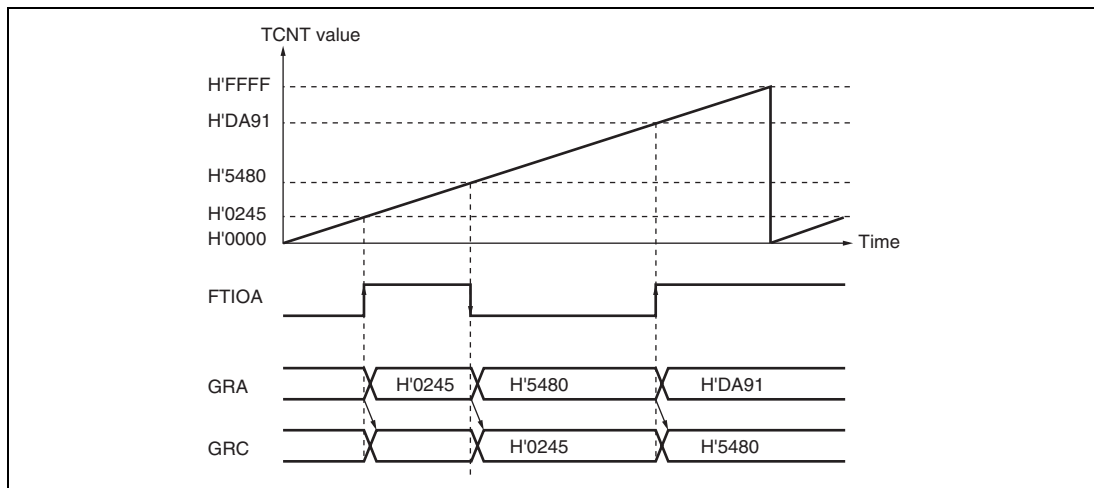 TCNT value
H'FFFF
H'DA91
H'5480
H'0245
H'0000
Time
FTIOA
GRA H'0245 H'5480 H'DA91
GRC H'0245 H'5480